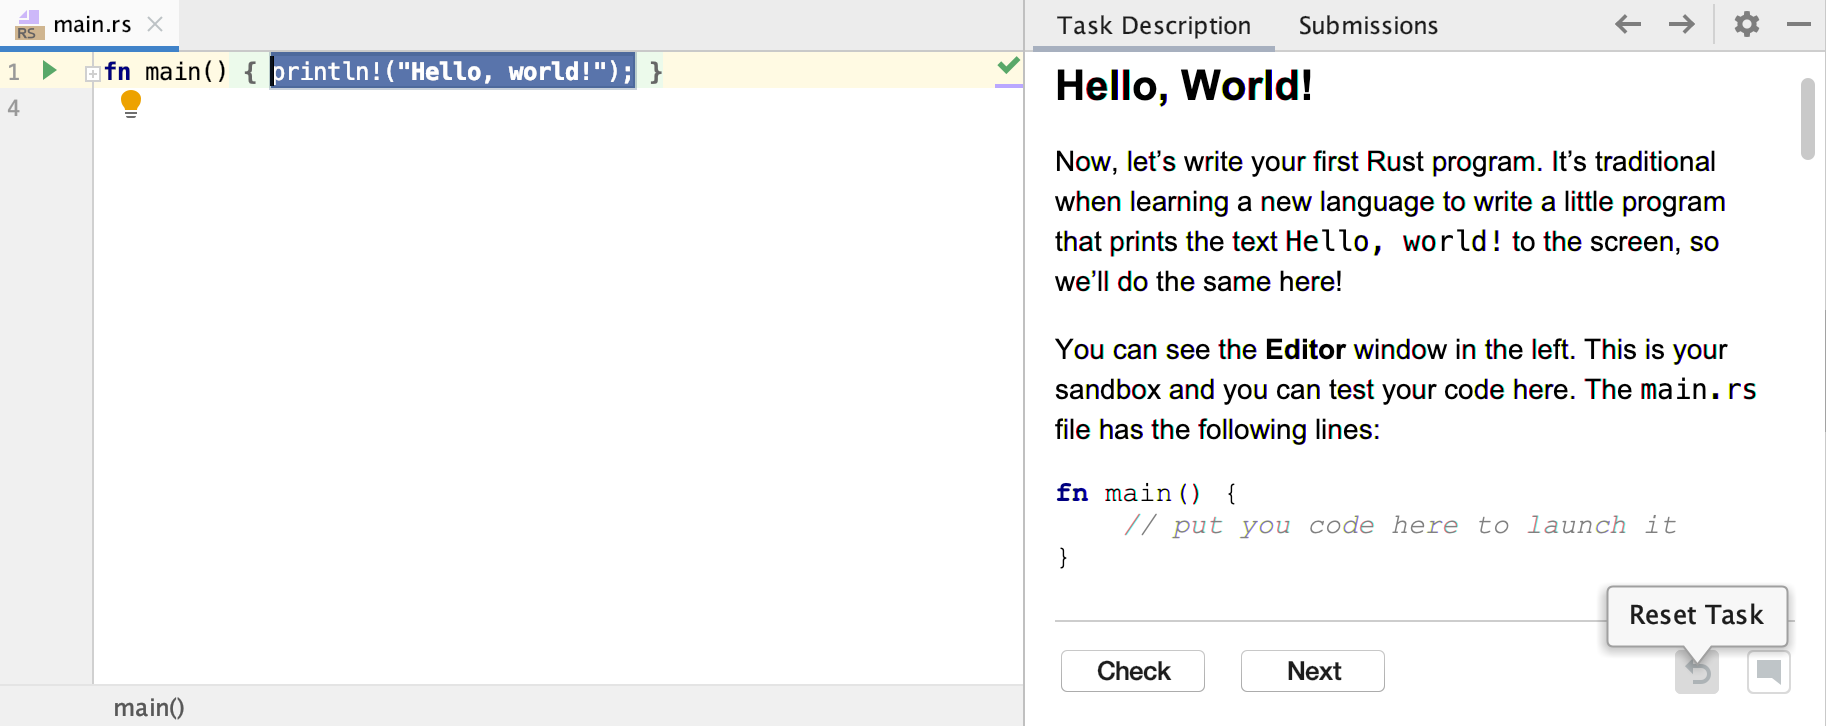 RS main.rs
Task Description Submissions
1 fn main() { println!("Hello, world!"); }
4
main()
Hello, World!
Now, let’s write your first Rust program. It’s traditional
when learning a new language to write a little program
that prints the text Hello, world! to the screen, so
we’ll do the same here!
You can see the Editor window in the left. This is your
sandbox and you can test your code here. The main.rs
file has the following lines:
fn main() {
// put you code here to launch it
}
Reset Task
Check Next